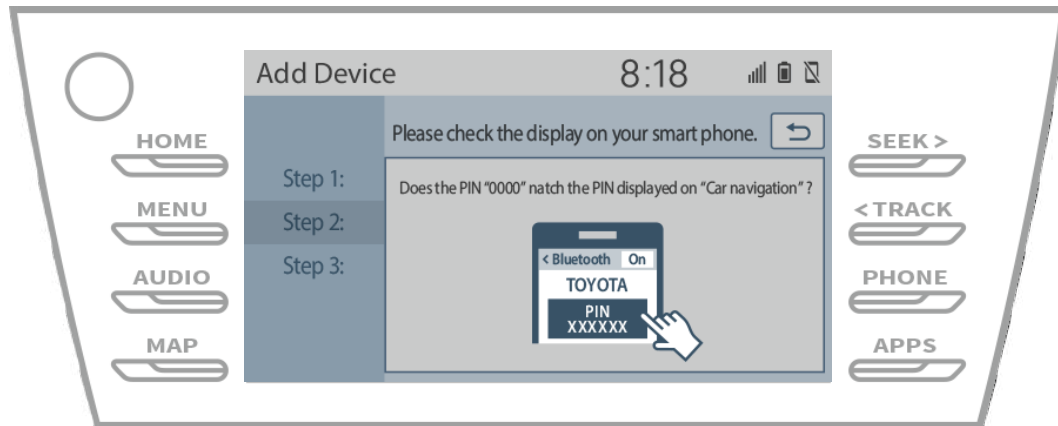 Add Device 8:18
HOME
MENU
AUDIO
MAP
Please check the display on your smart phone.
Step 1:
Step 2:
Step 3:
Does the PIN “0000” natch the PIN displayed on “Car navigation” ?
< Bluetooth On
TOYOTA
PIN
XXXXXX
SEEK >
< TRACK
PHONE
APPS